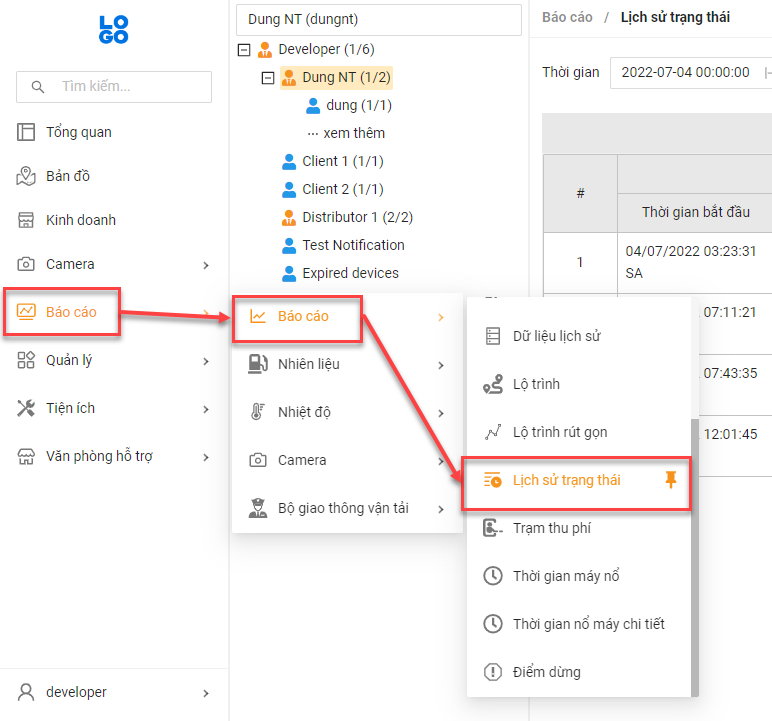 LO
GO
Tìm kiếm...
Tổng quan
Bản đồ
Kinh doanh
Camera
Báo cáo
Quản lý
Tiện ích
Văn phòng hỗ trợ
developer
Dung NT (dungnt)
Developer (1/6)
Dung NT (1/2)
dung (1/1)
··· xem thêm
Client 1 (1/1)
Client 2 (1/1)
Distributor 1 (2/2)
Test Notification
Expired devices
Báo cáo
Nhiên liệu
Nhiệt độ
Camera
Bộ giao thông vận tải
Dữ liệu lịch sử
Lộ trình
Lộ trình rút gọn
Lịch sử trạng thái
Trạm thu phí
Thời gian máy nổ
Thời gian nổ máy chi tiết
Điểm dừng
Báo cáo / Lịch sử trạng thái
Thời gian 2022-07-04 00:00:00
#
Thời gian bắt đầu
1
04/07/2022 03:23:31
SA
07:11:21
07:43:35
12:01:45